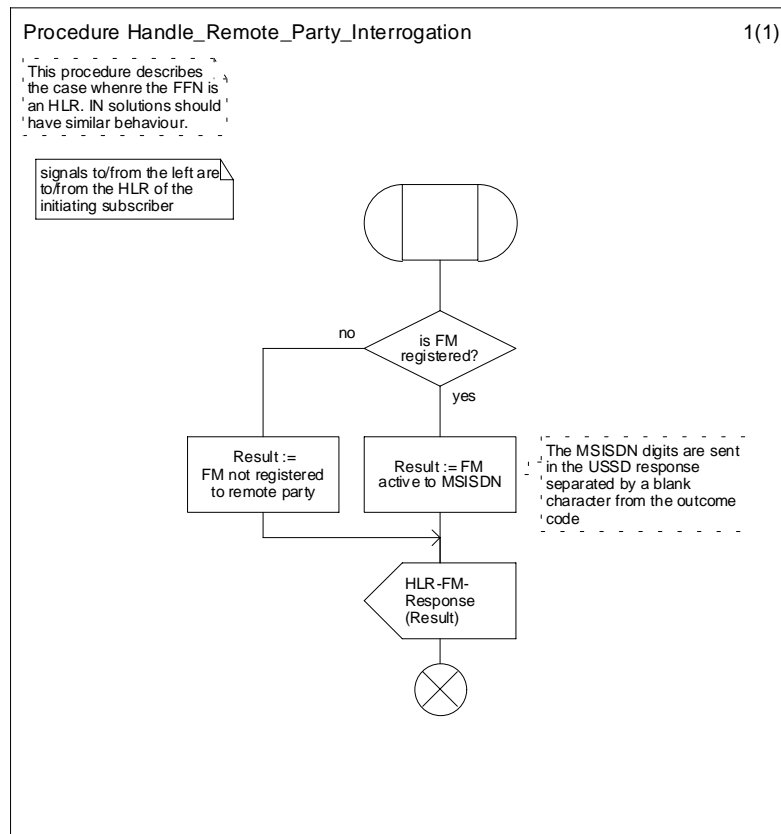 Procedure Handle_Remote_Party_Interrogation 1(1)
This procedure describes
the case whenre the FFN is
an HLR. IN solutions should
have similar behaviour.
signals to/from the left are
to/from the HLR of the
initiating subscriber
is FM
registered?
no
yes
Result :=
FM not registered
to remote party
Result := FM
active to MSISDN
The MSISDN digits are sent
in the USSD response
separated by a blank
character from the outcome
code
HLR-FM-
Response
(Result)